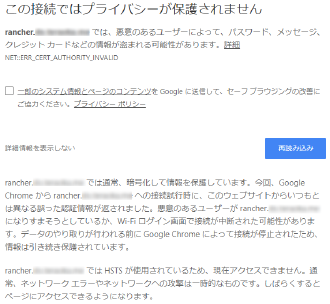 この接続ではプライバシーが保護されません
rancher. では、悪意のあるユーザーによって、パスワード、メッセージ、
クレジット カードなどの情報が盗まれる可能性があります。詳細
NET::ERR_CERT_AUTHORITY_INVALID
一部のシステム情報とページのコンテンツを Google に送信して、セーフ ブラウジングの改善に
ご協力ください。プライバシー ポリシー
詳細情報を表示しない
再読み込み
rancher. では通常、暗号化して情報を保護しています。今回、Google
Chrome から rancher. への接続試行時に、このウェブサイトからいつもと
は異なる誤った認証情報が返されました。悪意のあるユーザーが rancher.
になりすまそうとしているか、Wi-Fi ログイン画面で接続が中断された可能性がありま
す。データのやり取りが行われる前に Google Chrome によって接続が停止されたため、
情報は引き続き保護されています。
rancher. では HSTS が使用されているため、現在アクセスできません。通
常、ネットワーク エラーやネットワークへの攻撃は一時的なものです。しばらくすると
ページにアクセスできるようになります。